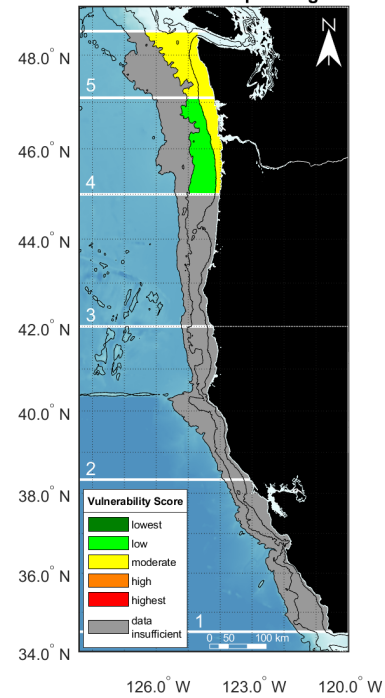 N
48.0° N
5
46.0° N
4
44.0° N
3
42.0° N
40.0° N
2
38.0° N
Vulnerability Score
lowest
low
moderate
high
highest
data
insufficient
36.0° N
1
0 50 100 km
34.0° N
126.0° W 123.0° W 120.0° W